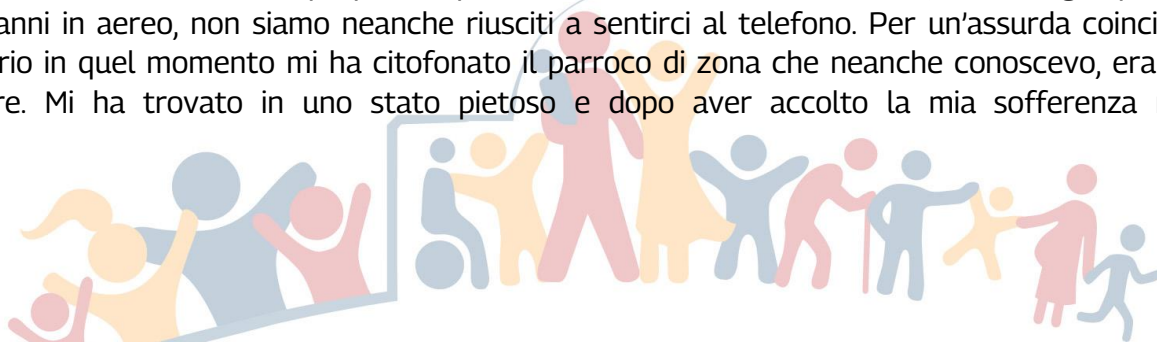 anni in aereo, non siamo neanche riusciti a sentirci al telefono. Per un'assurda coinci
rio in quel momento mi ha citofonato il parroco di zona che neanche conoscevo, era
re. Mi ha trovato in uno stato pietoso e dopo aver accolto la mia sofferenza